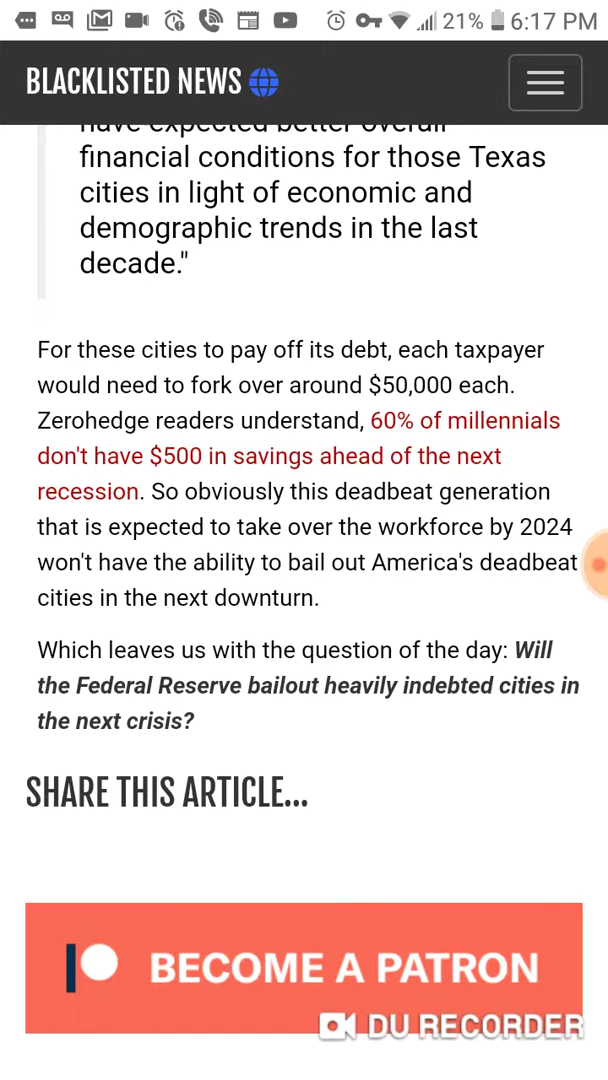 21% 6:17 PM
BLACKLISTED NEWS
have expected better overall
financial conditions for those Texas
cities in light of economic and
demographic trends in the last
decade."
For these cities to pay off its debt, each taxpayer
would need to fork over around $50,000 each.
Zerohedge readers understand, 60% of millennials
don't have $500 in savings ahead of the next
recession. So obviously this deadbeat generation
that is expected to take over the workforce by 2024
won't have the ability to bail out America's deadbeat
cities in the next downturn.
Which leaves us with the question of the day: Will
the Federal Reserve bailout heavily indebted cities in
the next crisis?
SHARE THIS ARTICLE...
BECOME A PATRON
DU RECORDER